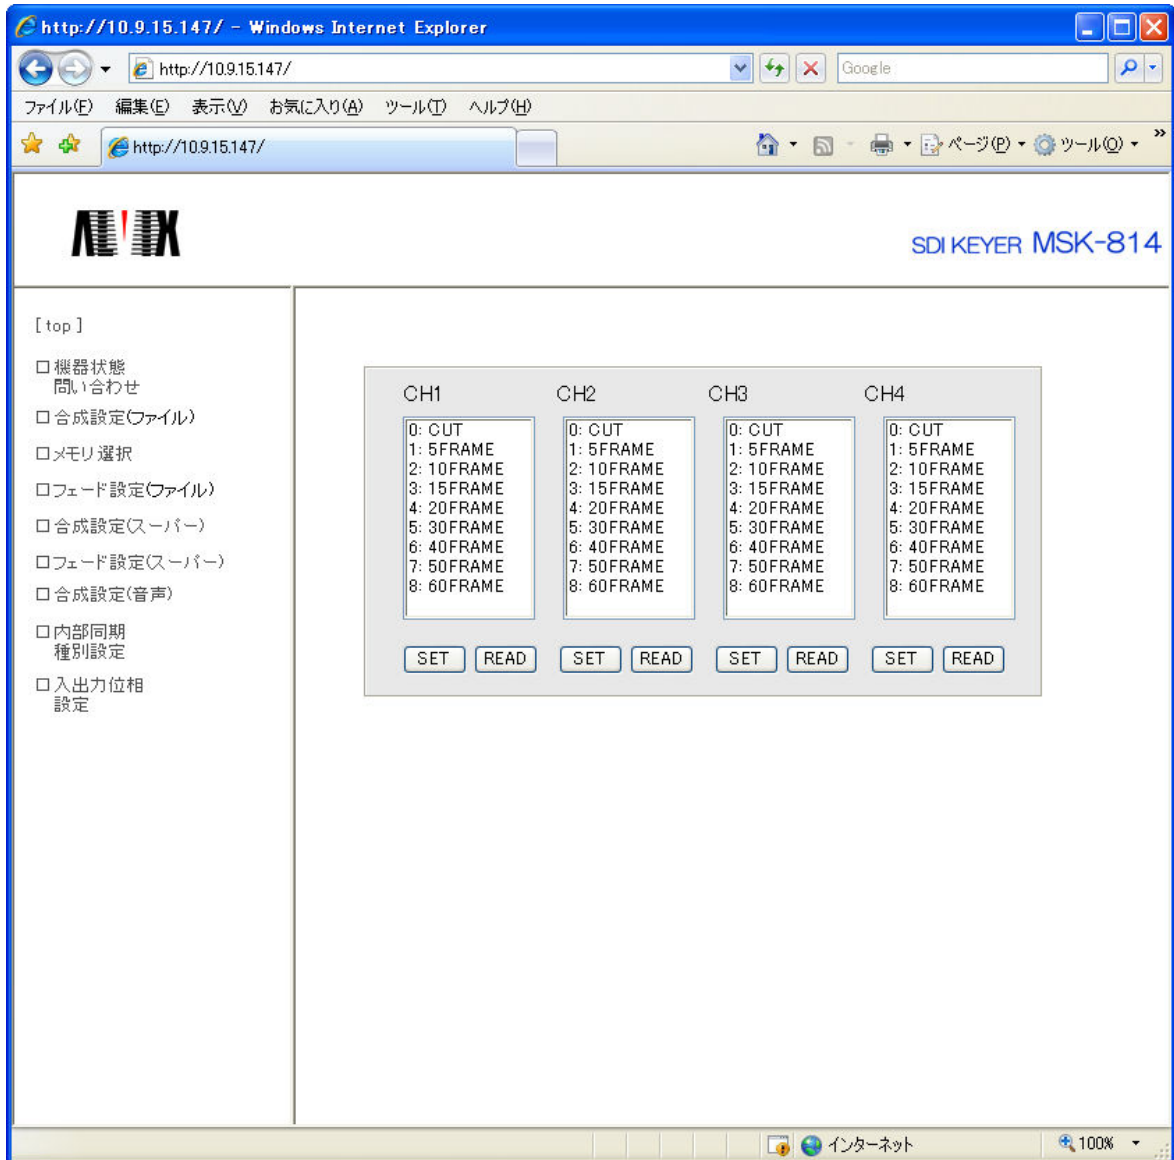 http://10.9.15.147/ - Windows Internet Explorer
http://10.9.15.147/
Google
ファイル(F) 編集(E) 表示(V) お気に入り(A) ツール(T) ヘルプ(H)
http://10.9.15.147/
ページ(P)
ツール(O)
ALVIX
SDI KEYER MSK-814
[ top ]
機器状態
問い合わせ
合成設定(ファイル)
メモリ選択
フェード設定(ファイル)
合成設定(スーパー)
フェード設定(スーパー)
合成設定(音声)
内部同期
種別設定
入出力位相
設定
CH1 CH2 CH3 CH4
0: CUT 0: CUT 0: CUT 0: CUT
1: 5FRAME 1: 5FRAME 1: 5FRAME 1: 5FRAME
2: 10FRAME 2: 10FRAME 2: 10FRAME 2: 10FRAME
3: 15FRAME 3: 15FRAME 3: 15FRAME 3: 15FRAME
4: 20FRAME 4: 20FRAME 4: 20FRAME 4: 20FRAME
5: 30FRAME 5: 30FRAME 5: 30FRAME 5: 30FRAME
6: 40FRAME 6: 40FRAME 6: 40FRAME 6: 40FRAME
7: 50FRAME 7: 50FRAME 7: 50FRAME 7: 50FRAME
8: 60FRAME 8: 60FRAME 8: 60FRAME 8: 60FRAME
SET READ SET READ SET READ SET READ
インターネット
100%